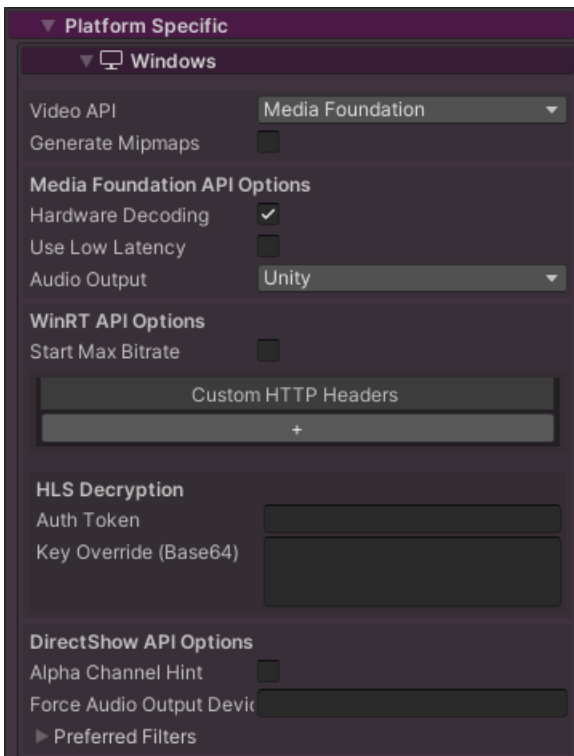 Platform Specific
Windows
Video API Media Foundation
Generate Mipmaps
Media Foundation API Options
Hardware Decoding
Use Low Latency
Audio Output Unity
WinRT API Options
Start Max Bitrate
Custom HTTP Headers
+
HLS Decryption
Auth Token
Key Override (Base64)
DirectShow API Options
Alpha Channel Hint
Force Audio Output Devic
Preferred Filters